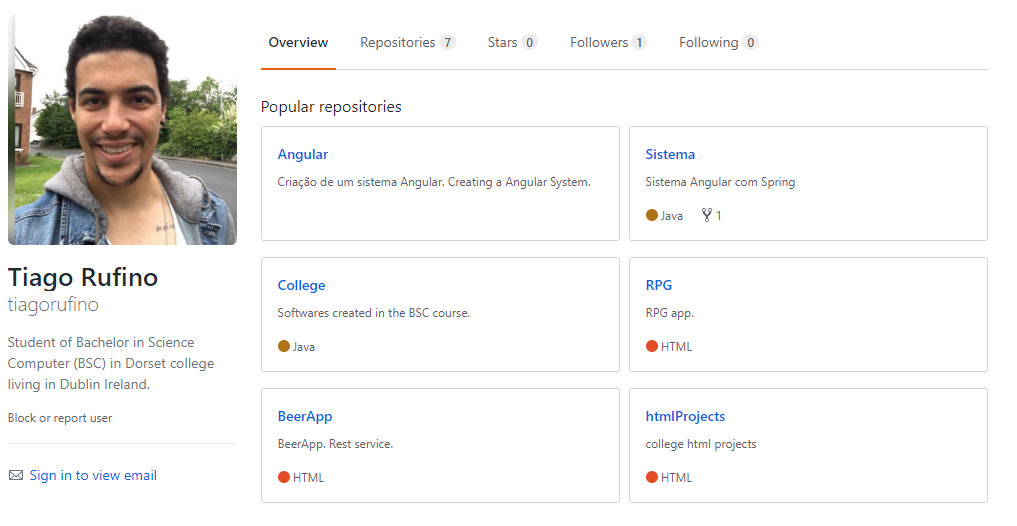 Overview Repositories 7 Stars 0 Followers 1 Following 0
Popular repositories
Angular
Criação de um sistema Angular. Creating a Angular System.
Sistema
Sistema Angular com Spring
Java 1
College
Softwares created in the BSC course.
Java
RPG
RPG app.
HTML
BeerApp
BeerApp. Rest service.
HTML
htmlProjects
college html projects
HTML
Tiago Rufino
tiagorufino
Student of Bachelor in Science
Computer (BSC) in Dorset college
living in Dublin Ireland.
Block or report user
Sign in to view email